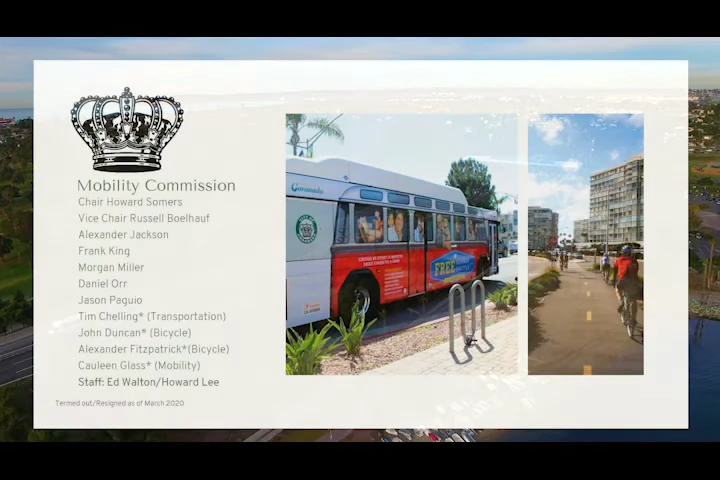 Mobility Commission
Chair Howard Somers
Vice Chair Russell Boelhauf
Alexander Jackson
Frank King
Morgan Miller
Daniel Orr
Jason Paguio
Tim Chelling* (Transportation)
John Duncan* (Bicycle)
Alexander Fitzpatrick*(Bicycle)
Cauleen Glass* (Mobility)
Staff: Ed Walton/Howard Lee
Termed out/Resigned as of March 2020
Coronado
FREE